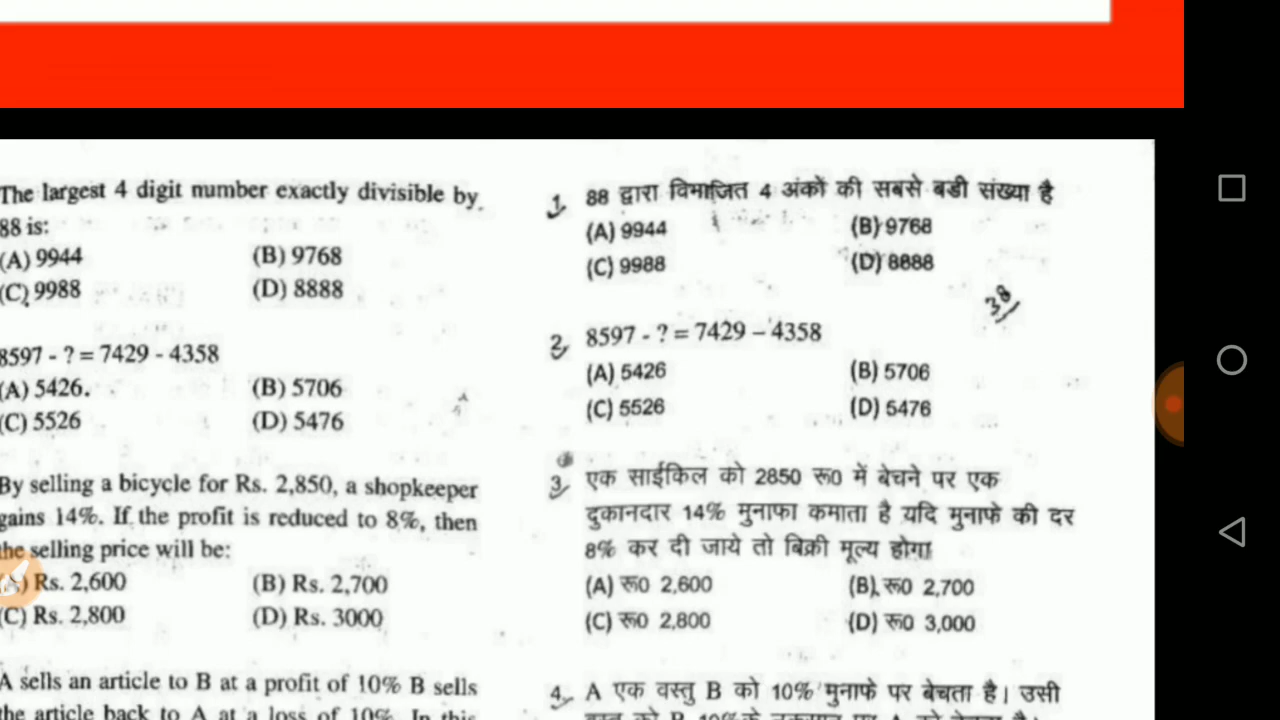 The largest 4 digit number exactly divisible by
88 is:
(A) 9944 (B) 9768
(C) 9988 (D) 8888
8597 - ? = 7429 - 4358
(A) 5426. (B) 5706
(C) 5526 (D) 5476
By selling a bicycle for Rs. 2,850, a shopkeeper
gains 14%. If the profit is reduced to 8%, then
the selling price will be:
(A) Rs. 2,600 (B) Rs. 2,700
(C) Rs. 2,800 (D) Rs. 3000
A sells an article to B at a profit of 10% B sells
the article back to A at a loss of 10%. In this
1 88 द्वारा विभाजित 4 अंकों की सबसे बडी संख्या है
(A) 9944 (B) 9768
(C) 9988 (D) 8888
38
2 8597 - ? = 7429 – 4358
(A) 5426 (B) 5706
(C) 5526 (D) 5476
3 एक साईकिल को 2850 रू0 में बेचने पर एक
दुकानदार 14% मुनाफा कमाता है यदि मुनाफे की दर
8% कर दी जाये तो बिक्री मूल्य होगा
(A) रू0 2,600 (B) रू0 2,700
(C) रू0 2,800 (D) रू0 3,000
4 A एक वस्तु B को 10% मुनाफे पर बेचता है। उसी